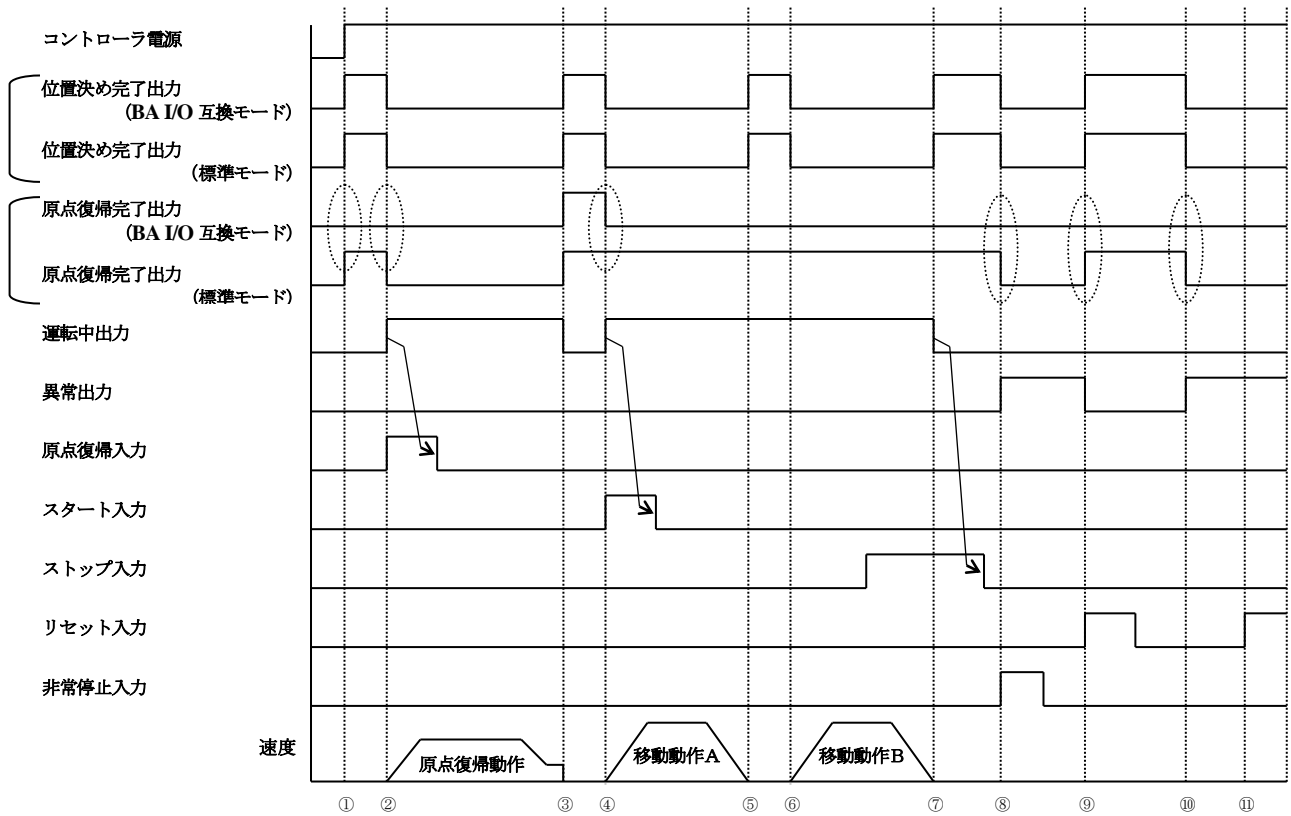 コントローラ電源
位置決め完了出力
(BA I/O 互換モード)
位置決め完了出力
(標準モード)
原点復帰完了出力
(BA I/O 互換モード)
原点復帰完了出力
(標準モード)
運転中出力
異常出力
原点復帰入力
スタート入力
ストップ入力
リセット入力
非常停止入力
速度
原点復帰動作
移動動作A
移動動作B
① ② ③ ④ ⑤ ⑥ ⑦ ⑧ ⑨ ⑩ ⑪